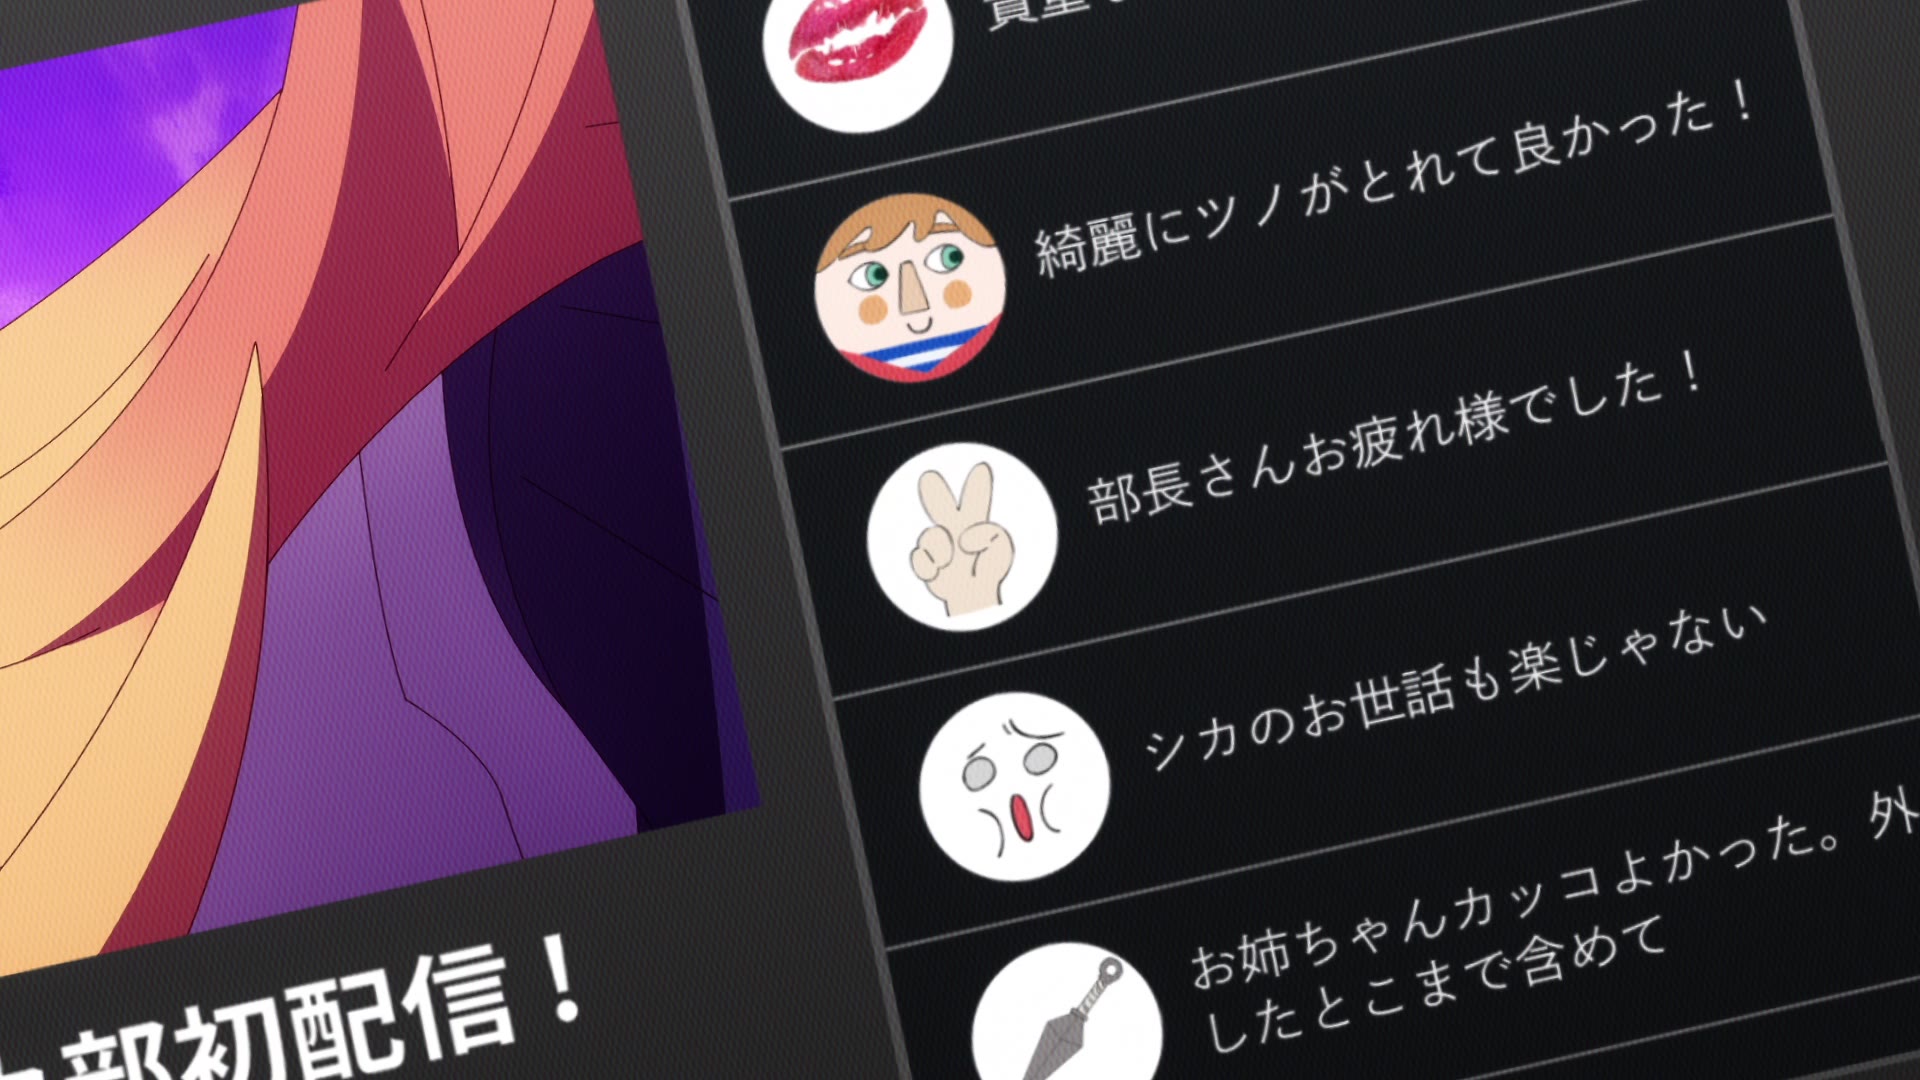 綺麗にツノがとれて良かった！
部長さんお疲れ様でした！
シカのお世話も楽じゃない
お姉ちゃんカッコよかった。外
したとこまで含めて
部初配信！